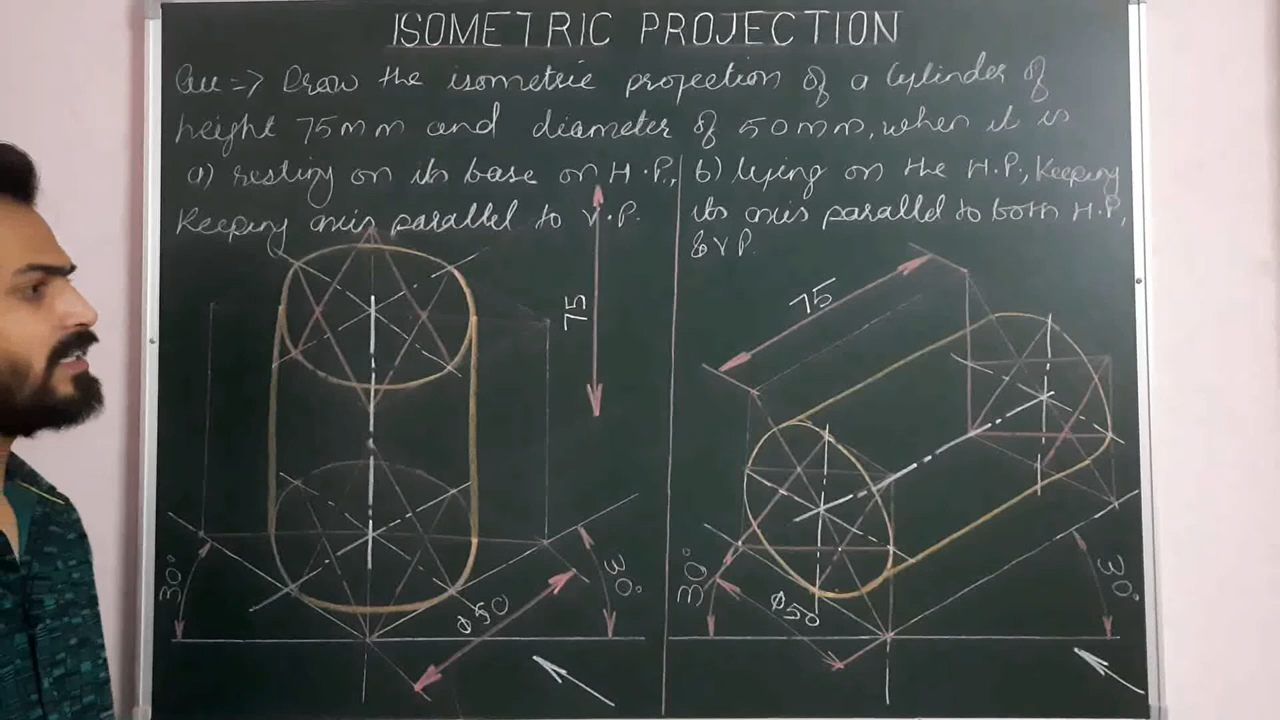 ISOMETRIC PROJECTION
Que => Draw the isometric projection of a Cylinder of
height 75mm and diameter of 50mm, when it is
a) resting on its base on H.P.,
Keeping axis parallel to V.P.
b) lying on the H.P., Keeping
its axis parallel to both H.P,
& V P.
75
30°
30°
ø50
75
30°
30°
ø50